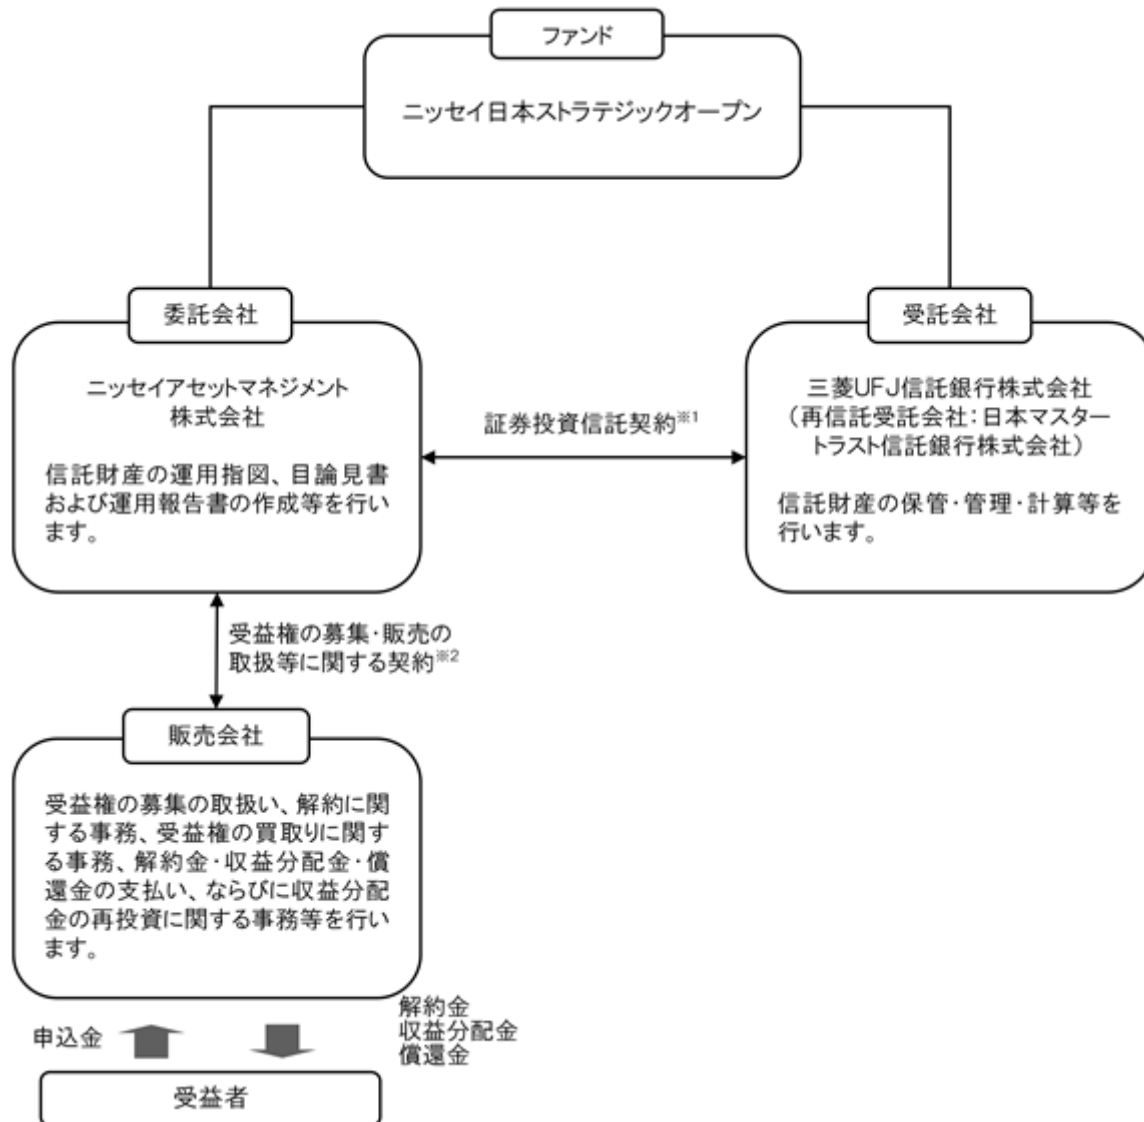 ファンド
ニッセイ日本ストラテジックオープン
委託会社
ニッセイアセットマネジメント
株式会社
信託財産の運用指図、目論見書
および運用報告書の作成等を行い
ます。
証券投資信託契約※1
受託会社
三菱UFJ信託銀行株式会社
（再信託受託会社：日本マスター
トラスト信託銀行株式会社）
信託財産の保管・管理・計算等を
行います。
受益権の募集・販売の
取扱等に関する契約※2
販売会社
受益権の募集の取扱い、解約に関
する事務、受益権の買取りに関す
る事務、解約金・収益分配金・償
還金の支払い、ならびに収益分配
金の再投資に関する事務等を行い
ます。
申込金
解約金
収益分配金
償還金
受益者